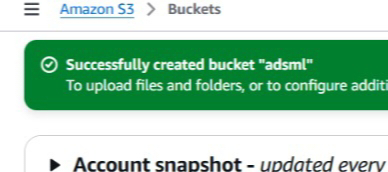 Amazon S3 > Buckets
Successfully created bucket "adsml"
To upload files and folders, or to configure
Account snapshot - updated every